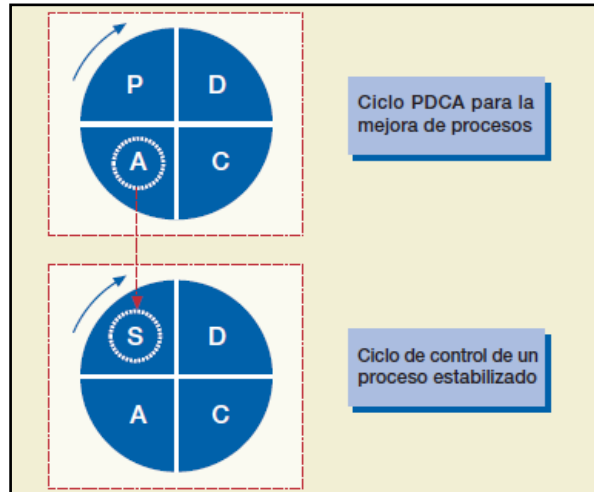 P D
A C
Ciclo PDCA para la
mejora de procesos
S D
A C
Ciclo de control de un
proceso estabilizado